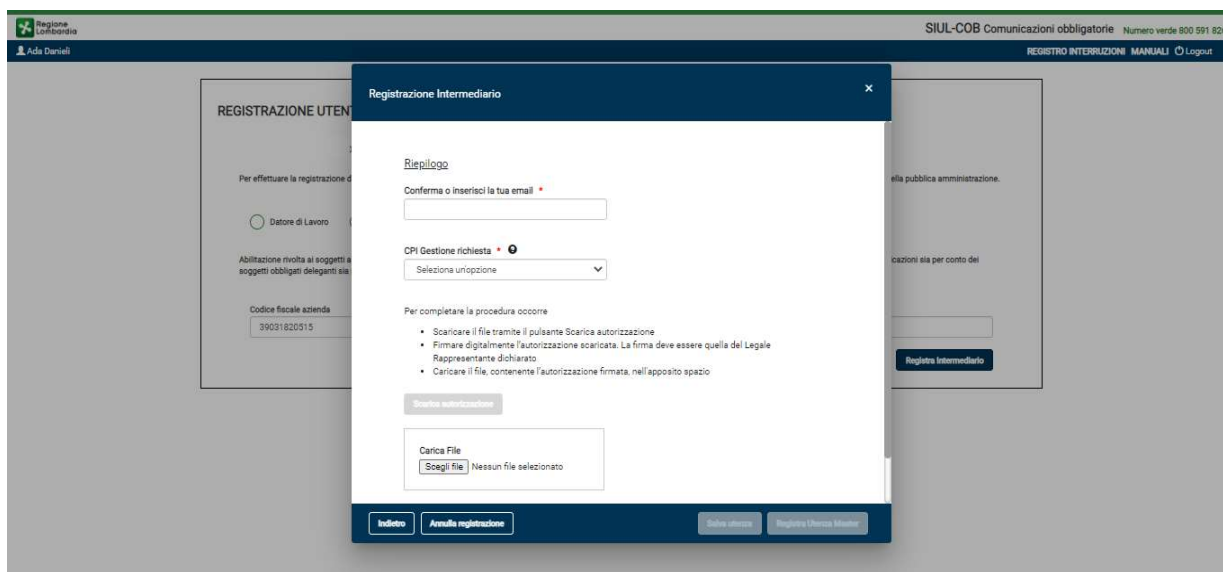 Regione
Lombardia
SIUL-COB Comunicazioni obbligatorie Numero verde 800 591 826
Ada Danieli
REGISTRO INTERRUZIONI MANUALI Logout
Registrazione Intermediario ×
REGISTRAZIONE UTEN
Riepilogo
Per effettuare la registrazione d
ella pubblica amministrazione.
Conferma o inserisci la tua email *
Datore di Lavoro
CPI Gestione richiesta *
Abilitazione rivolta ai soggetti a
cazioni sia per conto dei
soggetti obbligati deleganti sia
Seleziona un'opzione
Codice fiscale azienda
39031820515
Per completare la procedura occorre
• Scaricare il file tramite il pulsante Scarica autorizzazione
• Firmare digitalmente l'autorizzazione scaricata. La firma deve essere quella del Legale
Rappresentante dichiarato
• Caricare il file, contenente l'autorizzazione firmata, nell'apposito spazio
Registra Intermediario
Scarica autorizzazione
Carica File
Scegli file Nessun file selezionato
Indietro Annulla registrazione Salva utenza Registra Utenza Master